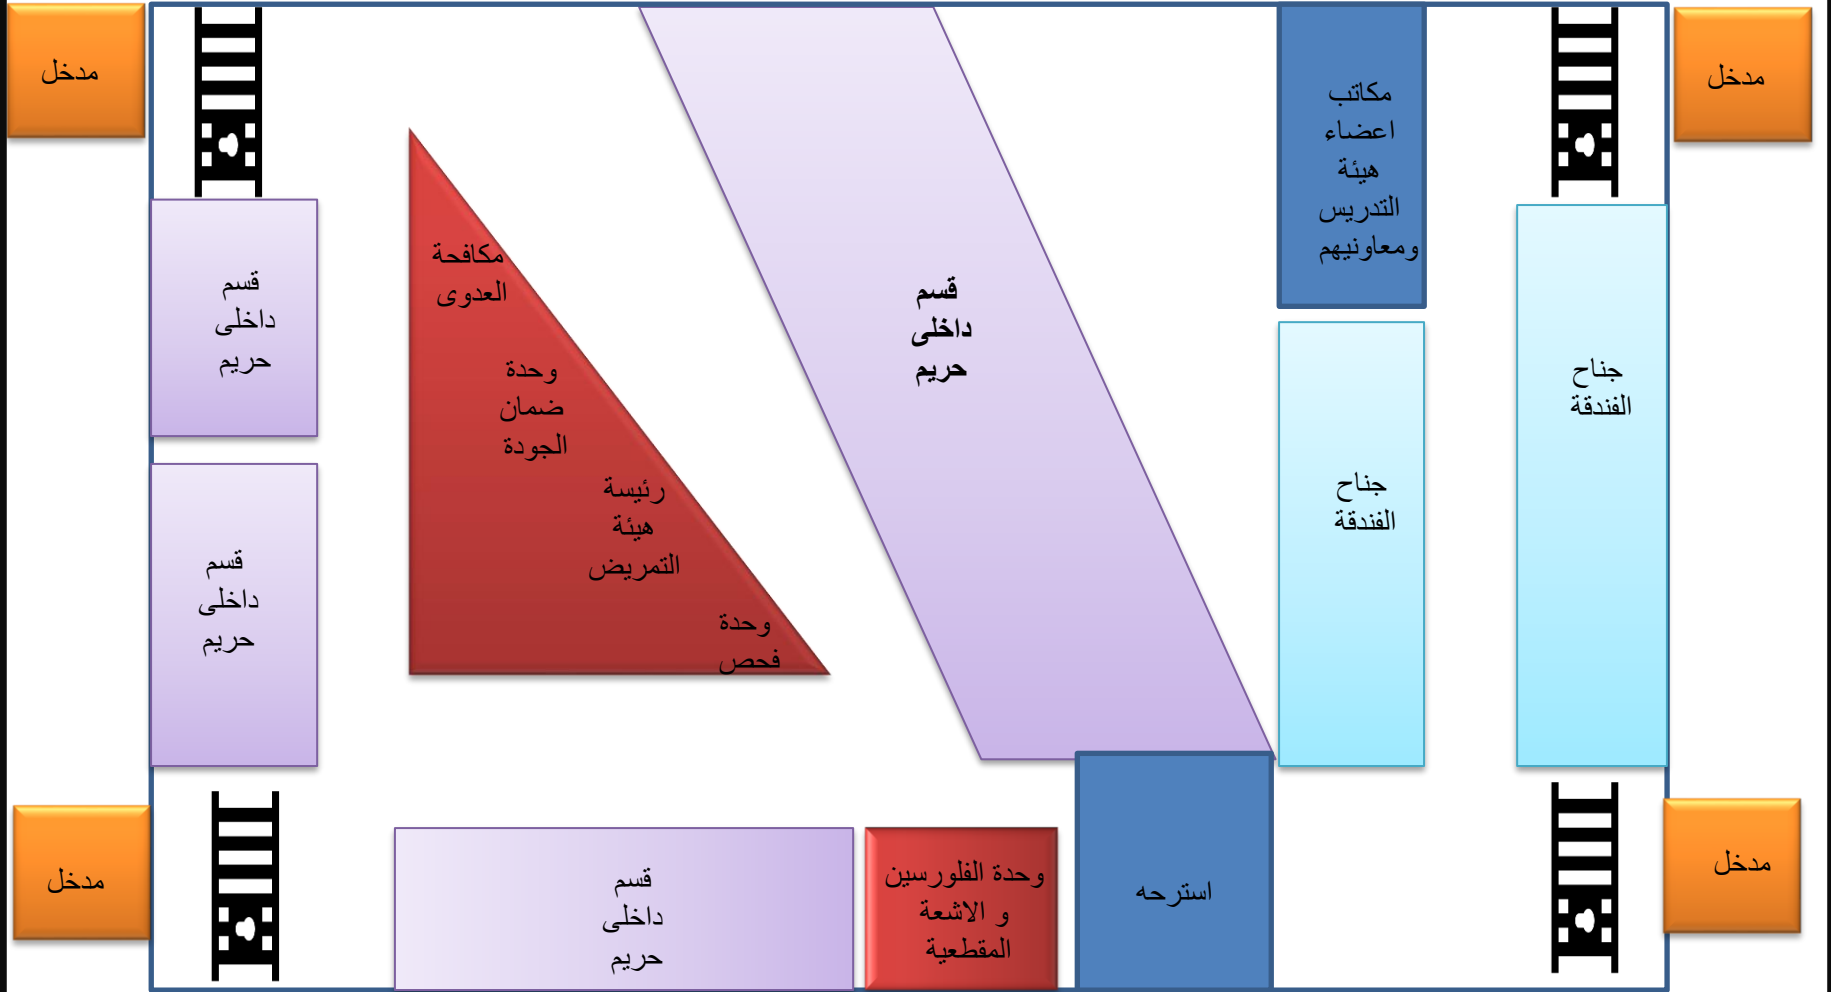 مدخل
مدخل
مكاتب
اعضاء
هيئة
التدريس
ومعاونيهم
مكافحة
العدوى
قسم
داخلى
حريم
قسم
داخلى
حريم
جناح
الفندقة
وحدة
ضمان
الجودة
جناح
الفندقة
رئيسة
هيئة
التمريض
قسم
داخلى
حريم
وحدة
فحص
مدخل
مدخل
استرحه
وحدة الفلورسين
و الاشعة
المقطعية
قسم
داخلى
حريم